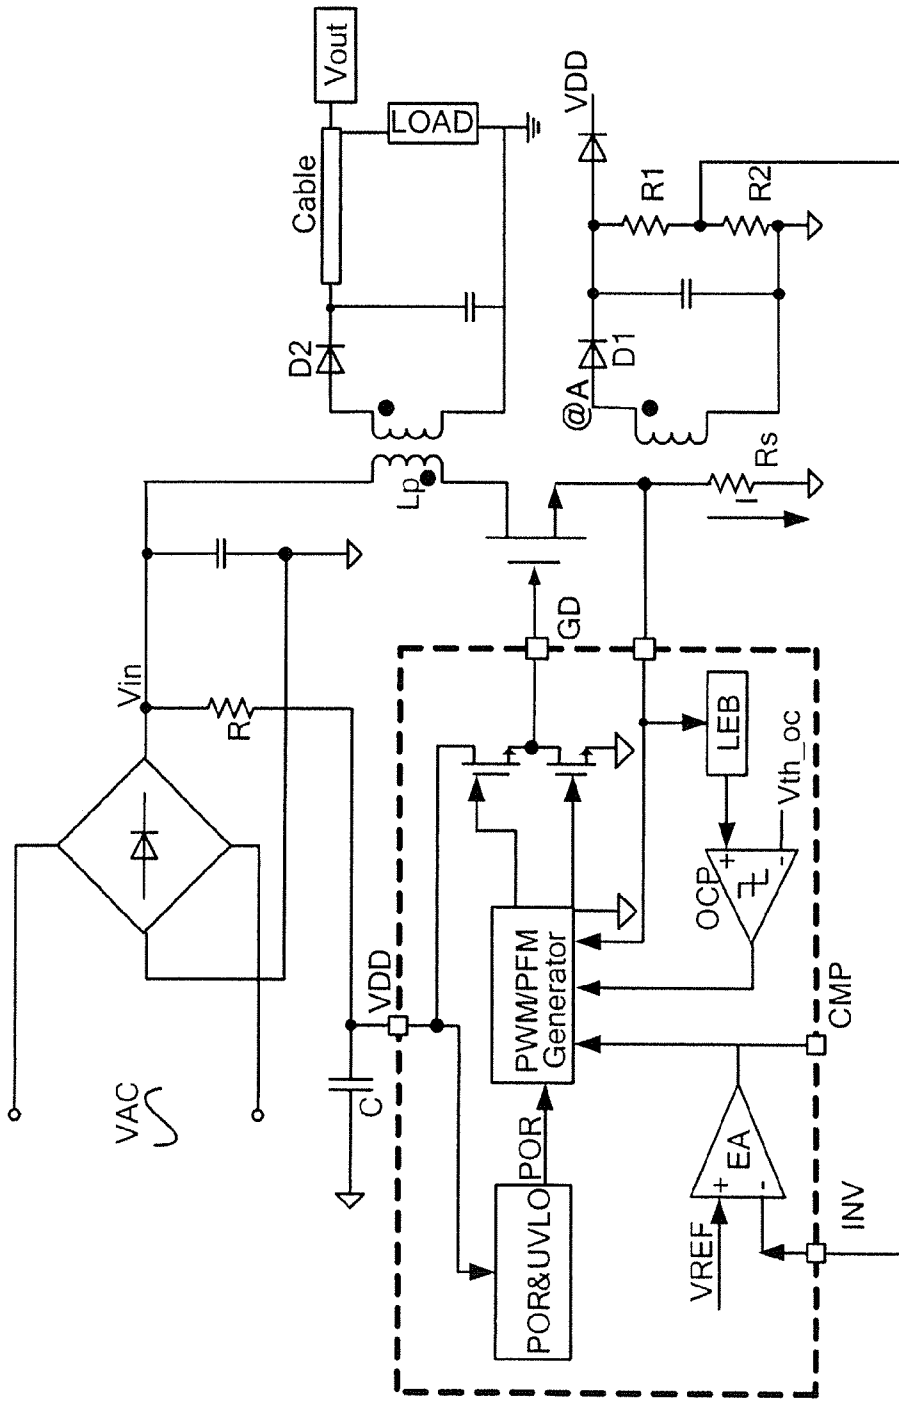 VAC
Vin
R
C
VDD
Lp
D2
Cable
Vout
LOAD
@A
D1
VDD
R1
R2
Rs
I
GD
POR&UVLO
POR
PWM/PFM
Generator
LEB
OCP
+
-
Vth_oc
VREF
+
-
EA
INV
CMP